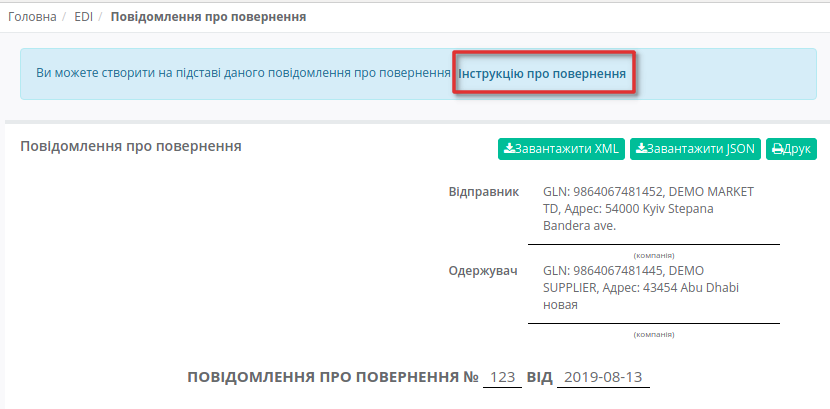 Головна / EDI / Повідомлення про повернення
Ви можете створити на підставі даного повідомлення про повернення Інструкцію про повернення
Повідомлення про повернення
Завантажити XML Завантажити JSON Друк
Відправник GLN: 9864067481452, DEMO MARKET
TD, Адрес: 54000 Kyiv Stepana
Bandera ave.
(компанія)
Одержувач GLN: 9864067481445, DEMO
SUPPLIER, Адрес: 43454 Abu Dhabi
новая
(компанія)
ПОВІДОМЛЕННЯ ПРО ПОВЕРНЕННЯ № 123 ВІД 2019-08-13